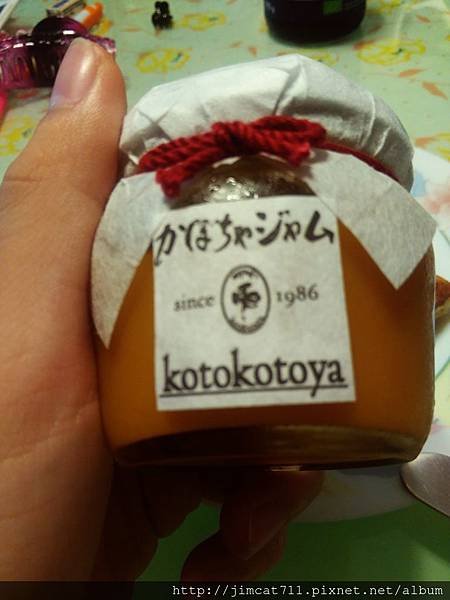 かぼちゃジャム
since 1986
kotokotoya
http://jimcat711.pixnet.net/album